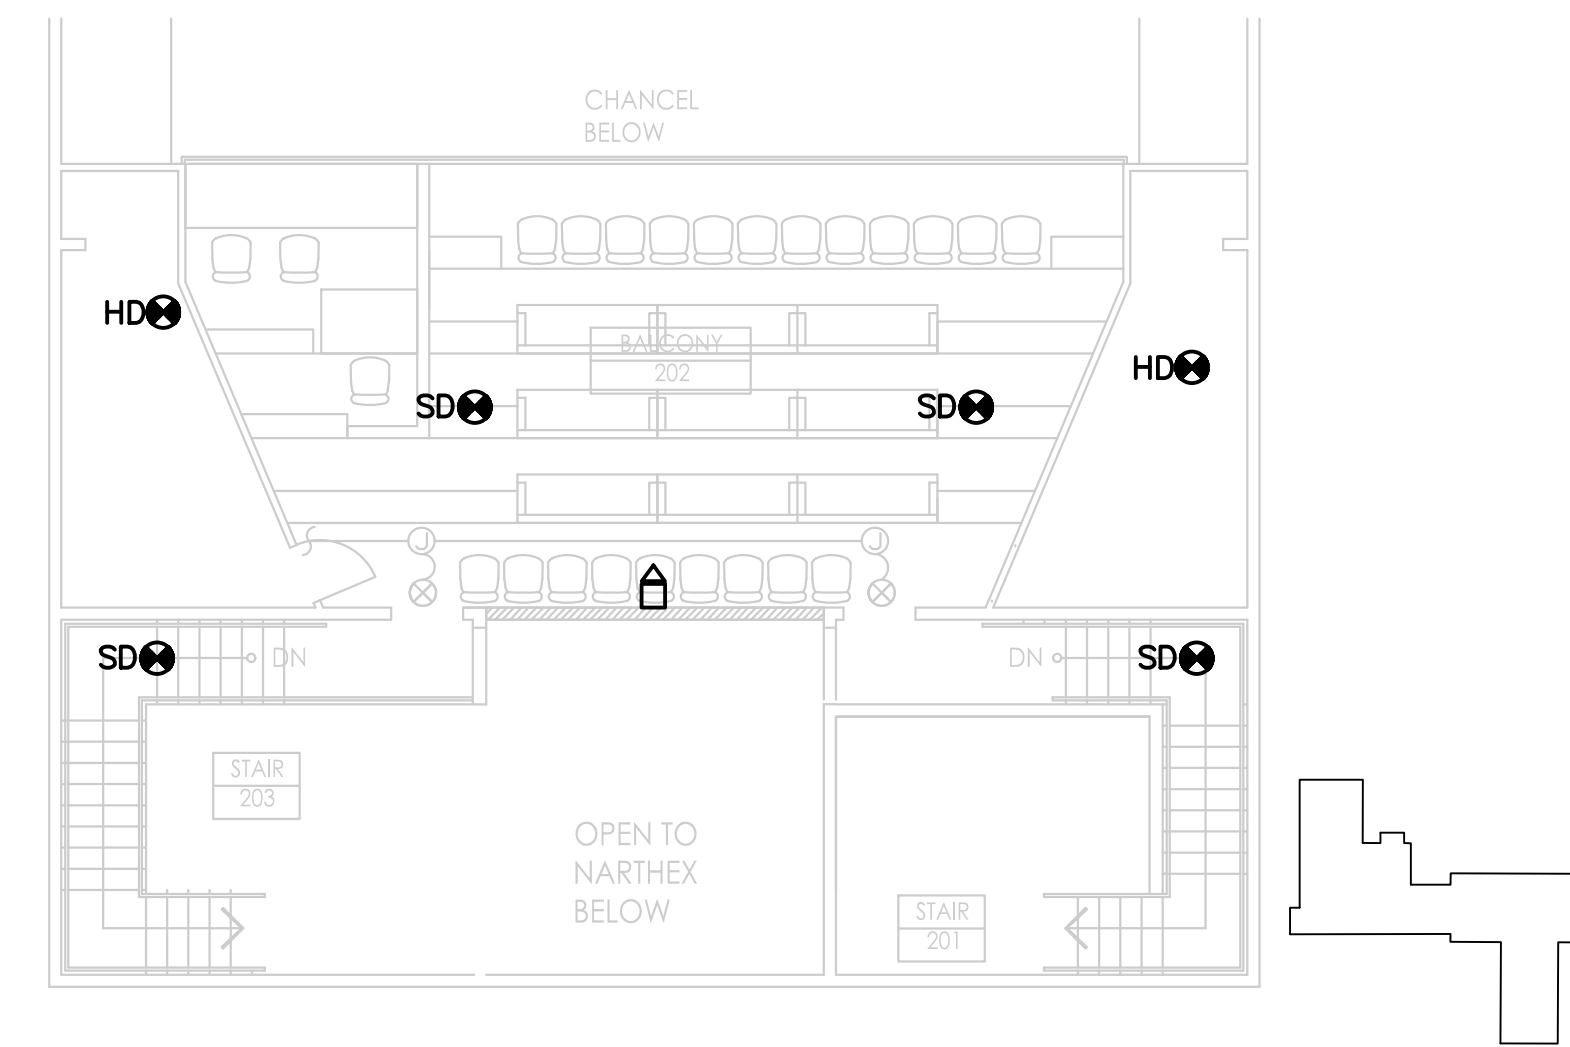 CHANCEL
BELOW
HD
BALCONY
202
HD
SD
SD
J
J
SD
DN
DN
SD
STAIR
203
OPEN TO
NARTHEX
BELOW
STAIR
201